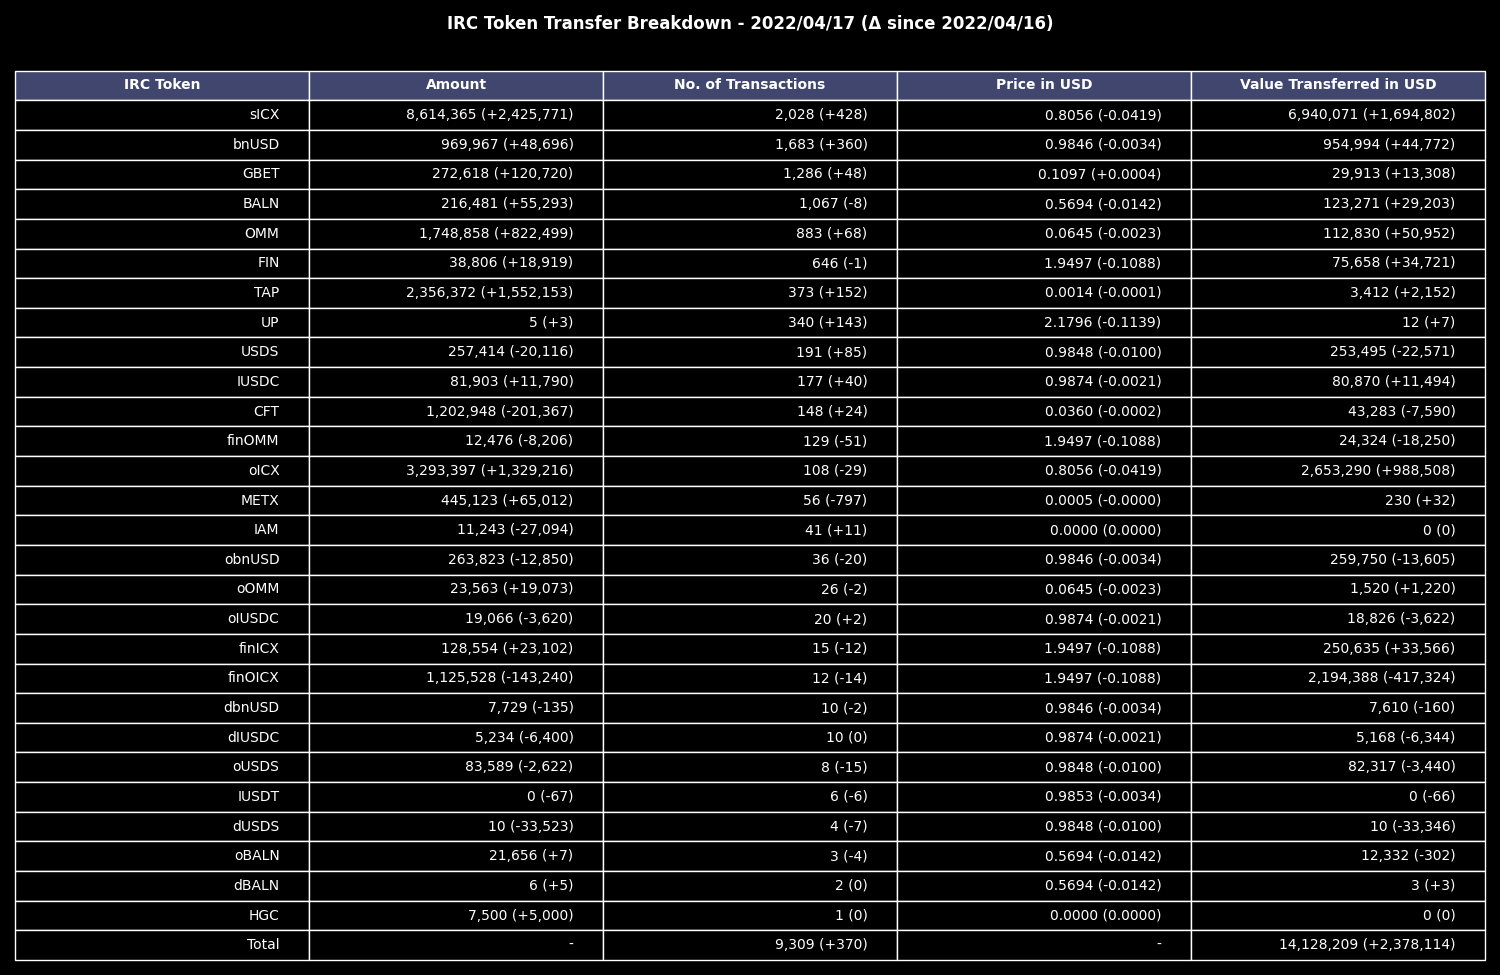 IRC Token Transfer Breakdown - 2022/04/17 (Δ since 2022/04/16)
IRC Token Amount No. of Transactions Price in USD Value Transferred in USD
sICX 8,614,365 (+2,425,771) 2,028 (+428) 0.8056 (-0.0419) 6,940,071 (+1,694,802)
bnUSD 969,967 (+48,696) 1,683 (+360) 0.9846 (-0.0034) 954,994 (+44,772)
GBET 272,618 (+120,720) 1,286 (+48) 0.1097 (+0.0004) 29,913 (+13,308)
BALN 216,481 (+55,293) 1,067 (-8) 0.5694 (-0.0142) 123,271 (+29,203)
OMM 1,748,858 (+822,499) 883 (+68) 0.0645 (-0.0023) 112,830 (+50,952)
FIN 38,806 (+18,919) 646 (-1) 1.9497 (-0.1088) 75,658 (+34,721)
TAP 2,356,372 (+1,552,153) 373 (+152) 0.0014 (-0.0001) 3,412 (+2,152)
UP 5 (+3) 340 (+143) 2.1796 (-0.1139) 12 (+7)
USDS 257,414 (-20,116) 191 (+85) 0.9848 (-0.0100) 253,495 (-22,571)
IUSDC 81,903 (+11,790) 177 (+40) 0.9874 (-0.0021) 80,870 (+11,494)
CFT 1,202,948 (-201,367) 148 (+24) 0.0360 (-0.0002) 43,283 (-7,590)
finOMM 12,476 (-8,206) 129 (-51) 1.9497 (-0.1088) 24,324 (-18,250)
oICX 3,293,397 (+1,329,216) 108 (-29) 0.8056 (-0.0419) 2,653,290 (+988,508)
METX 445,123 (+65,012) 56 (-797) 0.0005 (-0.0000) 230 (+32)
IAM 11,243 (-27,094) 41 (+11) 0.0000 (0.0000) 0 (0)
obnUSD 263,823 (-12,850) 36 (-20) 0.9846 (-0.0034) 259,750 (-13,605)
oOMM 23,563 (+19,073) 26 (-2) 0.0645 (-0.0023) 1,520 (+1,220)
oIUSDC 19,066 (-3,620) 20 (+2) 0.9874 (-0.0021) 18,826 (-3,622)
finICX 128,554 (+23,102) 15 (-12) 1.9497 (-0.1088) 250,635 (+33,566)
finOICX 1,125,528 (-143,240) 12 (-14) 1.9497 (-0.1088) 2,194,388 (-417,324)
dbnUSD 7,729 (-135) 10 (-2) 0.9846 (-0.0034) 7,610 (-160)
dIUSDC 5,234 (-6,400) 10 (0) 0.9874 (-0.0021) 5,168 (-6,344)
oUSDS 83,589 (-2,622) 8 (-15) 0.9848 (-0.0100) 82,317 (-3,440)
IUSDT 0 (-67) 6 (-6) 0.9853 (-0.0034) 0 (-66)
dUSDS 10 (-33,523) 4 (-7) 0.9848 (-0.0100) 10 (-33,346)
oBALN 21,656 (+7) 3 (-4) 0.5694 (-0.0142) 12,332 (-302)
dBALN 6 (+5) 2 (0) 0.5694 (-0.0142) 3 (+3)
HGC 7,500 (+5,000) 1 (0) 0.0000 (0.0000) 0 (0)
Total - 9,309 (+370) - 14,128,209 (+2,378,114)